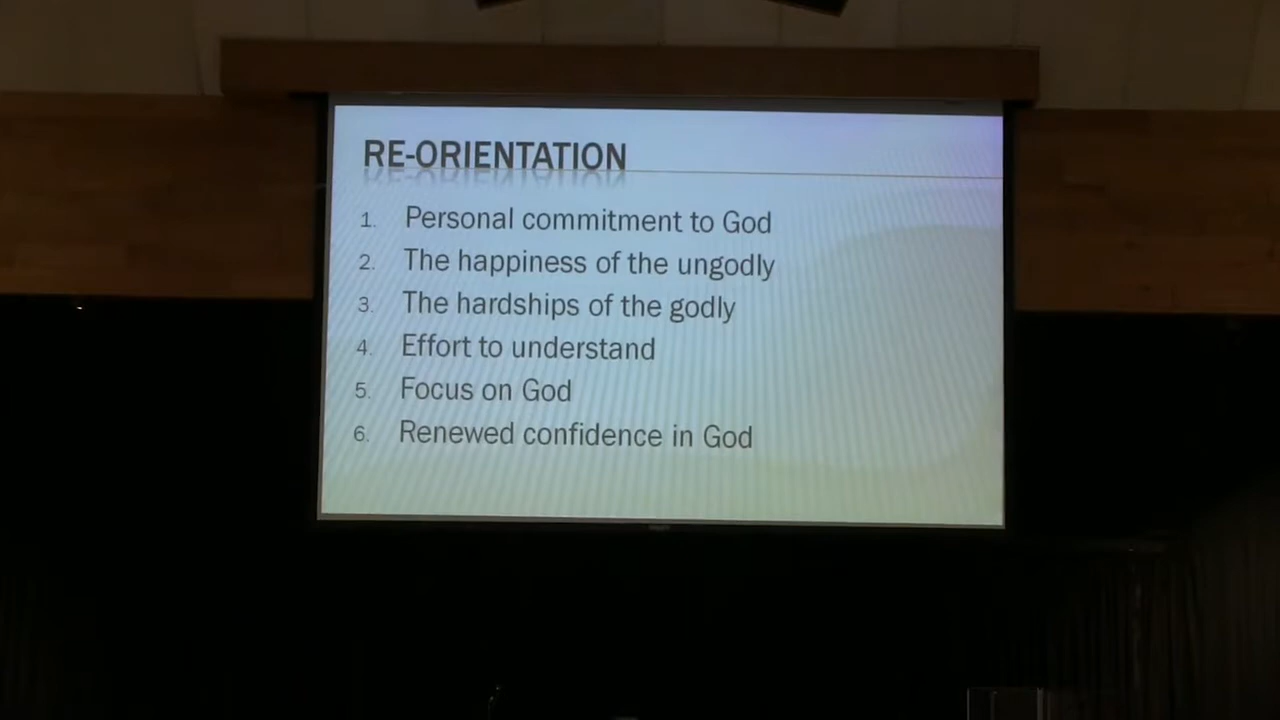 RE-ORIENTATION
1. Personal commitment to God
2. The happiness of the ungodly
3. The hardships of the godly
4. Effort to understand
5. Focus on God
6. Renewed confidence in God